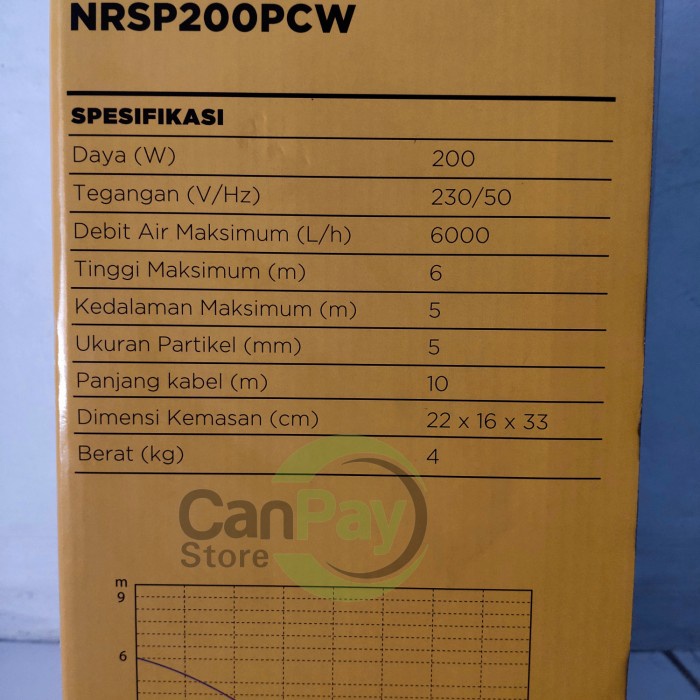 NRSP200PCW
SPESIFIKASI
Daya (W) 200
Tegangan (V/Hz) 230/50
Debit Air Maksimum (L/h) 6000
Tinggi Maksimum (m) 6
Kedalaman Maksimum (m) 5
Ukuran Partikel (mm) 5
Panjang kabel (m) 10
Dimensi Kemasan (cm) 22 x 16 x 33
Berat (kg) 4
CanPay
Store
m
9
6